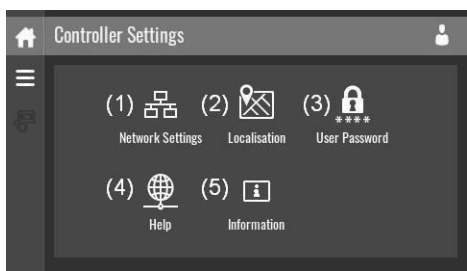 Controller Settings
(1) (2) (3)
****
Network Settings Localisation User Password
(4) (5) i
Help Information